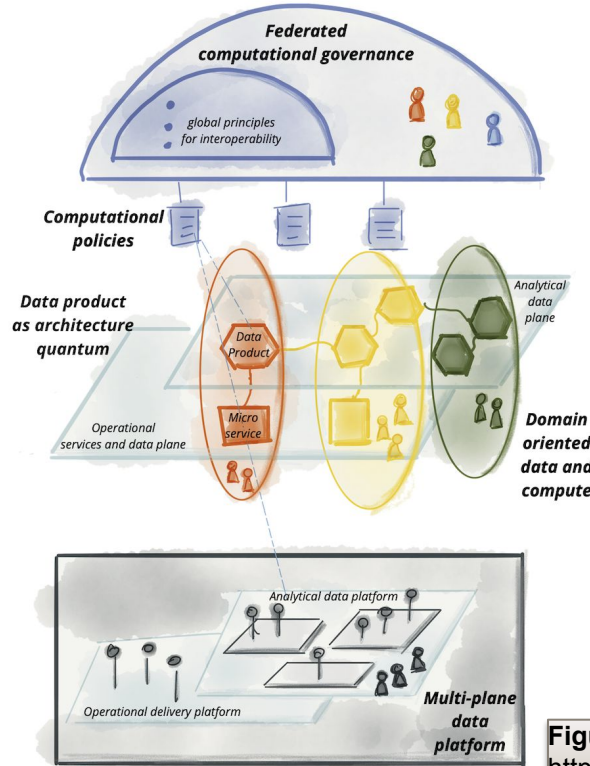 Federated
computational governance
global principles
for interoperability
Computational
policies
Data product
as architecture
quantum
Analytical
data
plane
Data
Product
Micro
service
Operational
services and data plane
Domain
oriented
data and
compute
Analytical data platform
Operational delivery platform
Multi-plane
data
platform
Figu